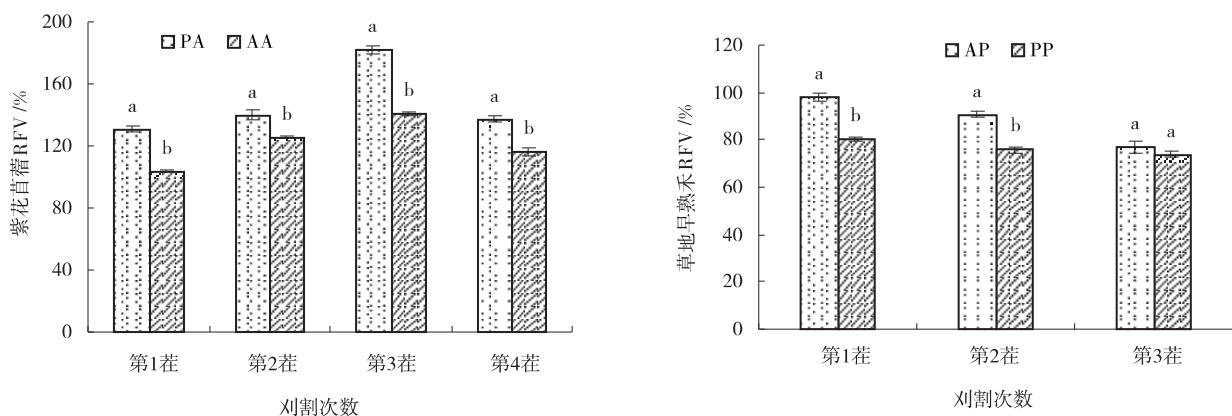 200
160
120
80
40
0
紫花苜蓿RFV/%
PA AA
a
b
a
b
a
b
a
b
第1茬 第2茬 第3茬 第4茬
刈割次数
120
100
80
60
40
20
0
草地早熟禾RFV/%
AP PP
a
b
a
b
a a
第1茬 第2茬 第3茬
刈割次数